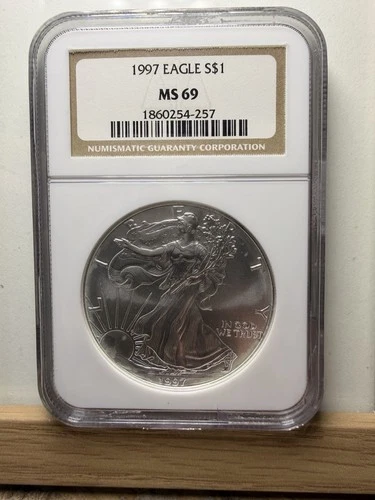 1997 EAGLE S$1
MS 69
1860254-257
NUMISMATIC GUARANTY CORPORATION
LIBERTY
IN GOD
WE TRUST
1997